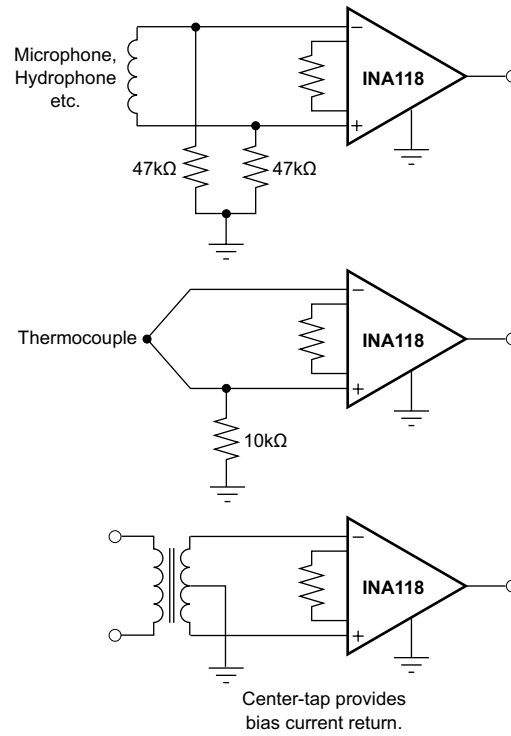 Microphone,
Hydrophone
etc.
−
INA118
+
47kΩ
47kΩ
Thermocouple
−
INA118
+
10kΩ
−
INA118
+
Center-tap provides
bias current return.